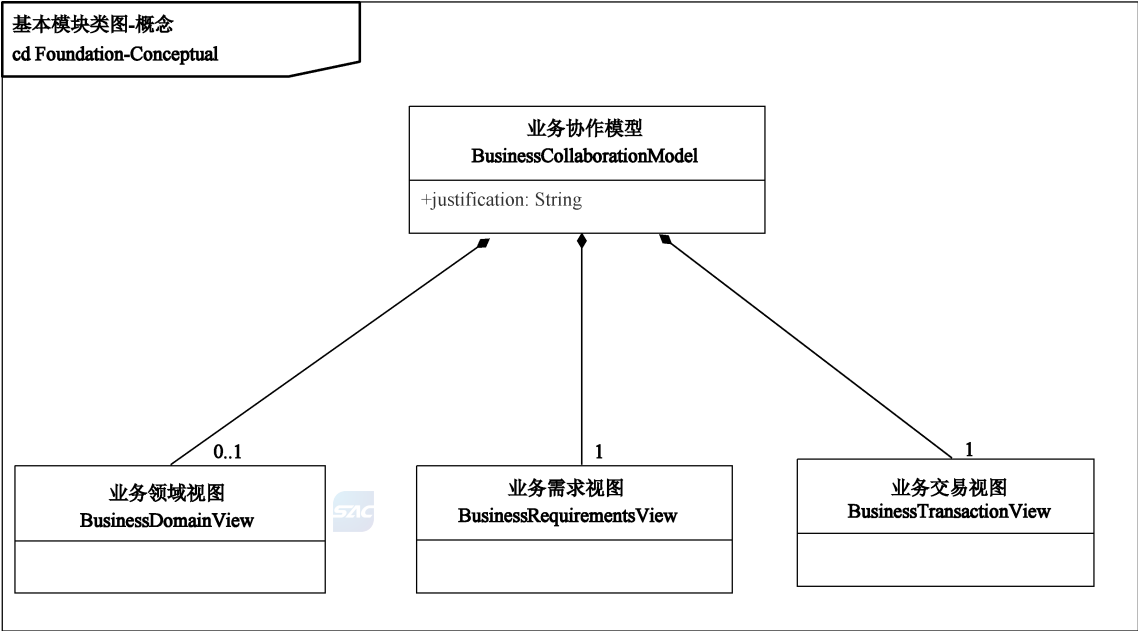 基本模块类图-概念
cd Foundation-Conceptual
业务协作模型
BusinessCollaborationModel
+justification: String
0..1
1
1
业务领域视图
BusinessDomainView
业务需求视图
BusinessRequirementsView
业务交易视图
BusinessTransactionView
SAC